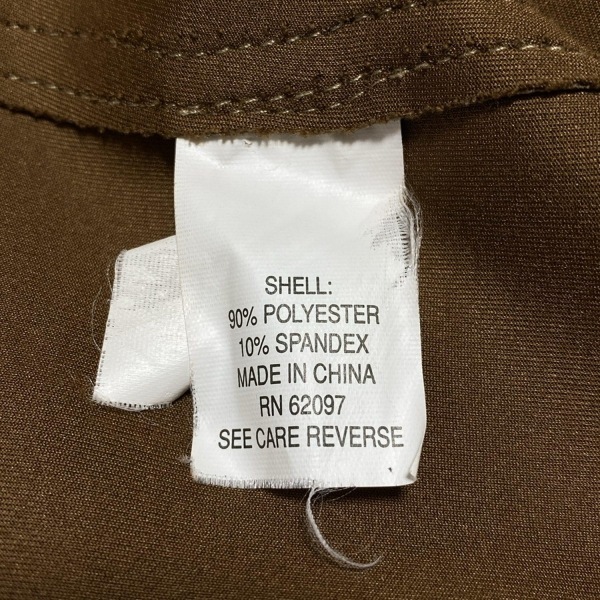 SHELL:
90% POLYESTER
10% SPANDEX
MADE IN CHINA
RN 62097
SEE CARE REVERSE